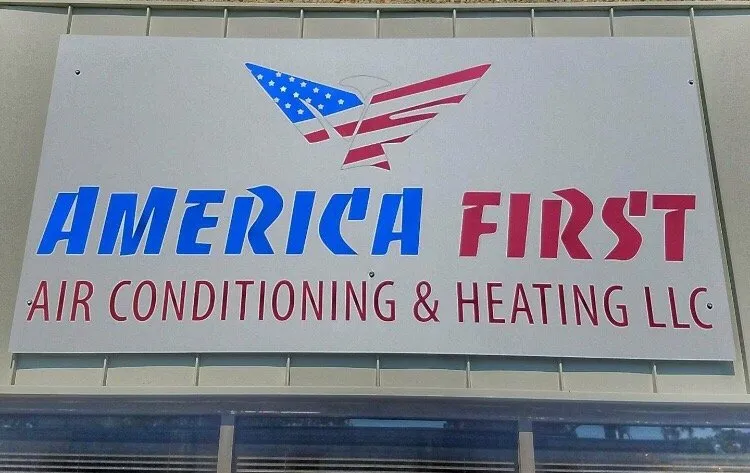 AMERICA FIRST
AIR CONDITIONING & HEATING LLC